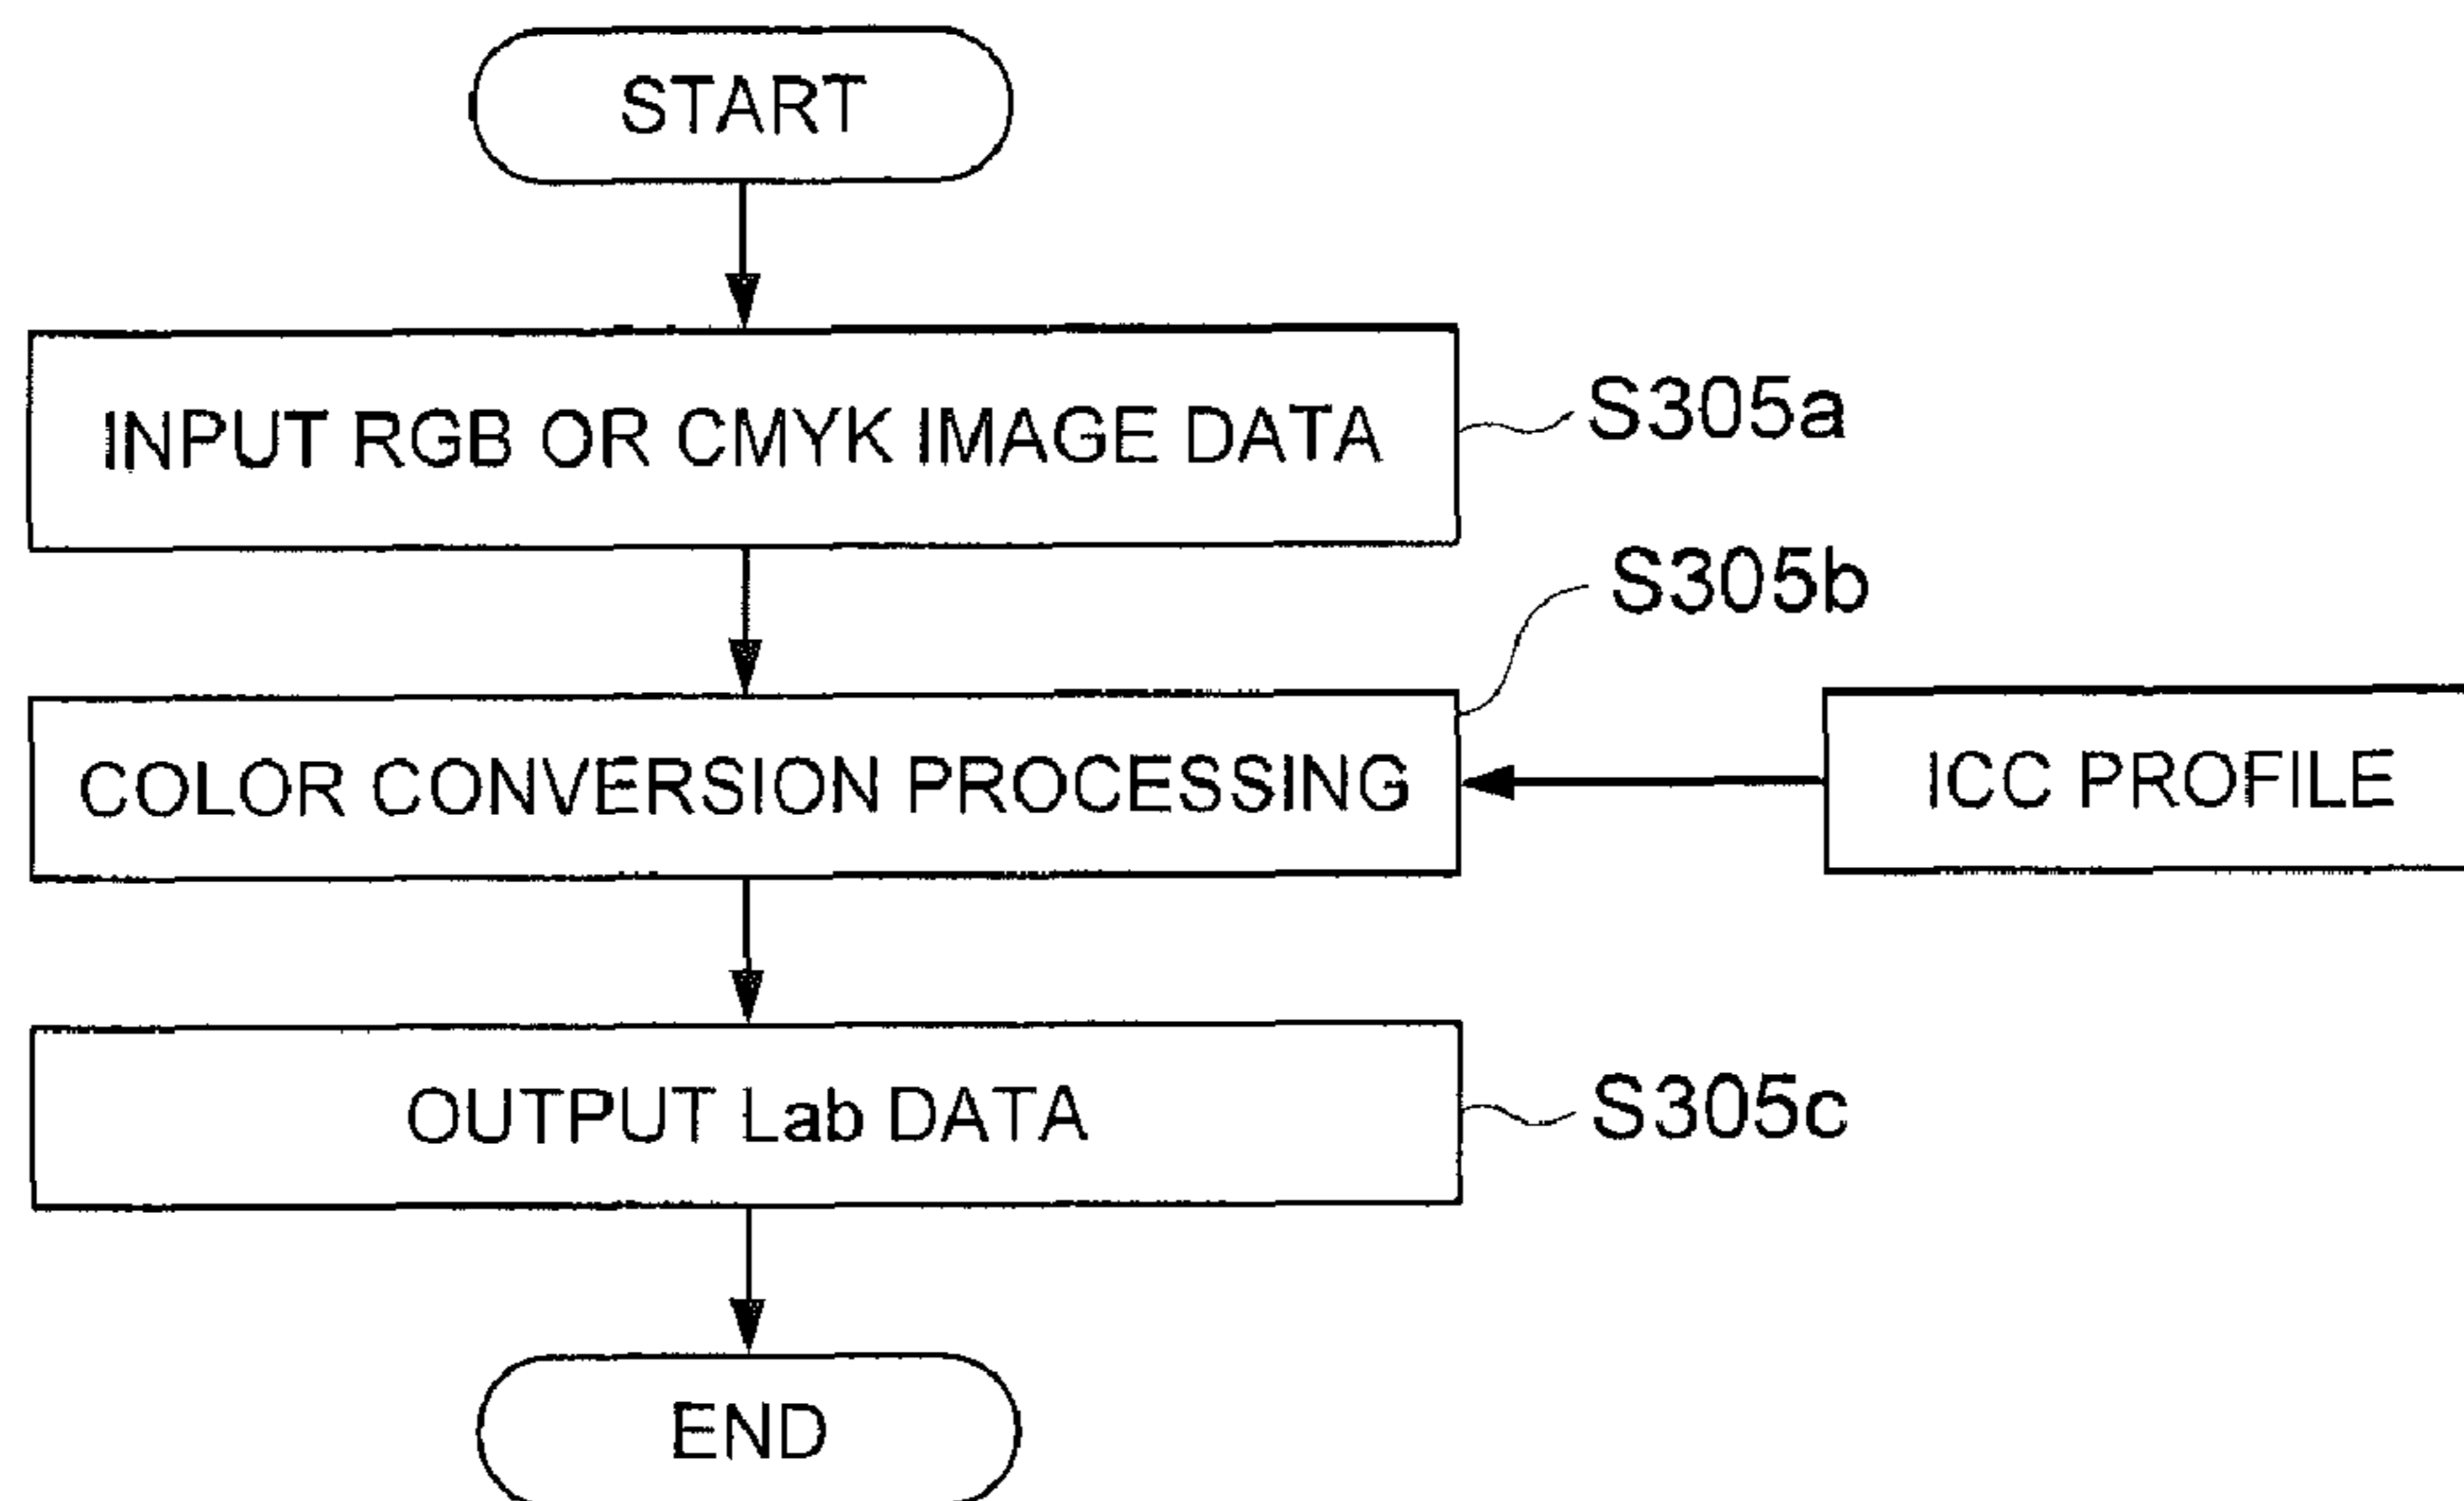 START
INPUT RGB OR CMYK IMAGE DATA
S305a
S305b
COLOR CONVERSION PROCESSING
ICC PROFILE
OUTPUT Lab DATA
S305c
END